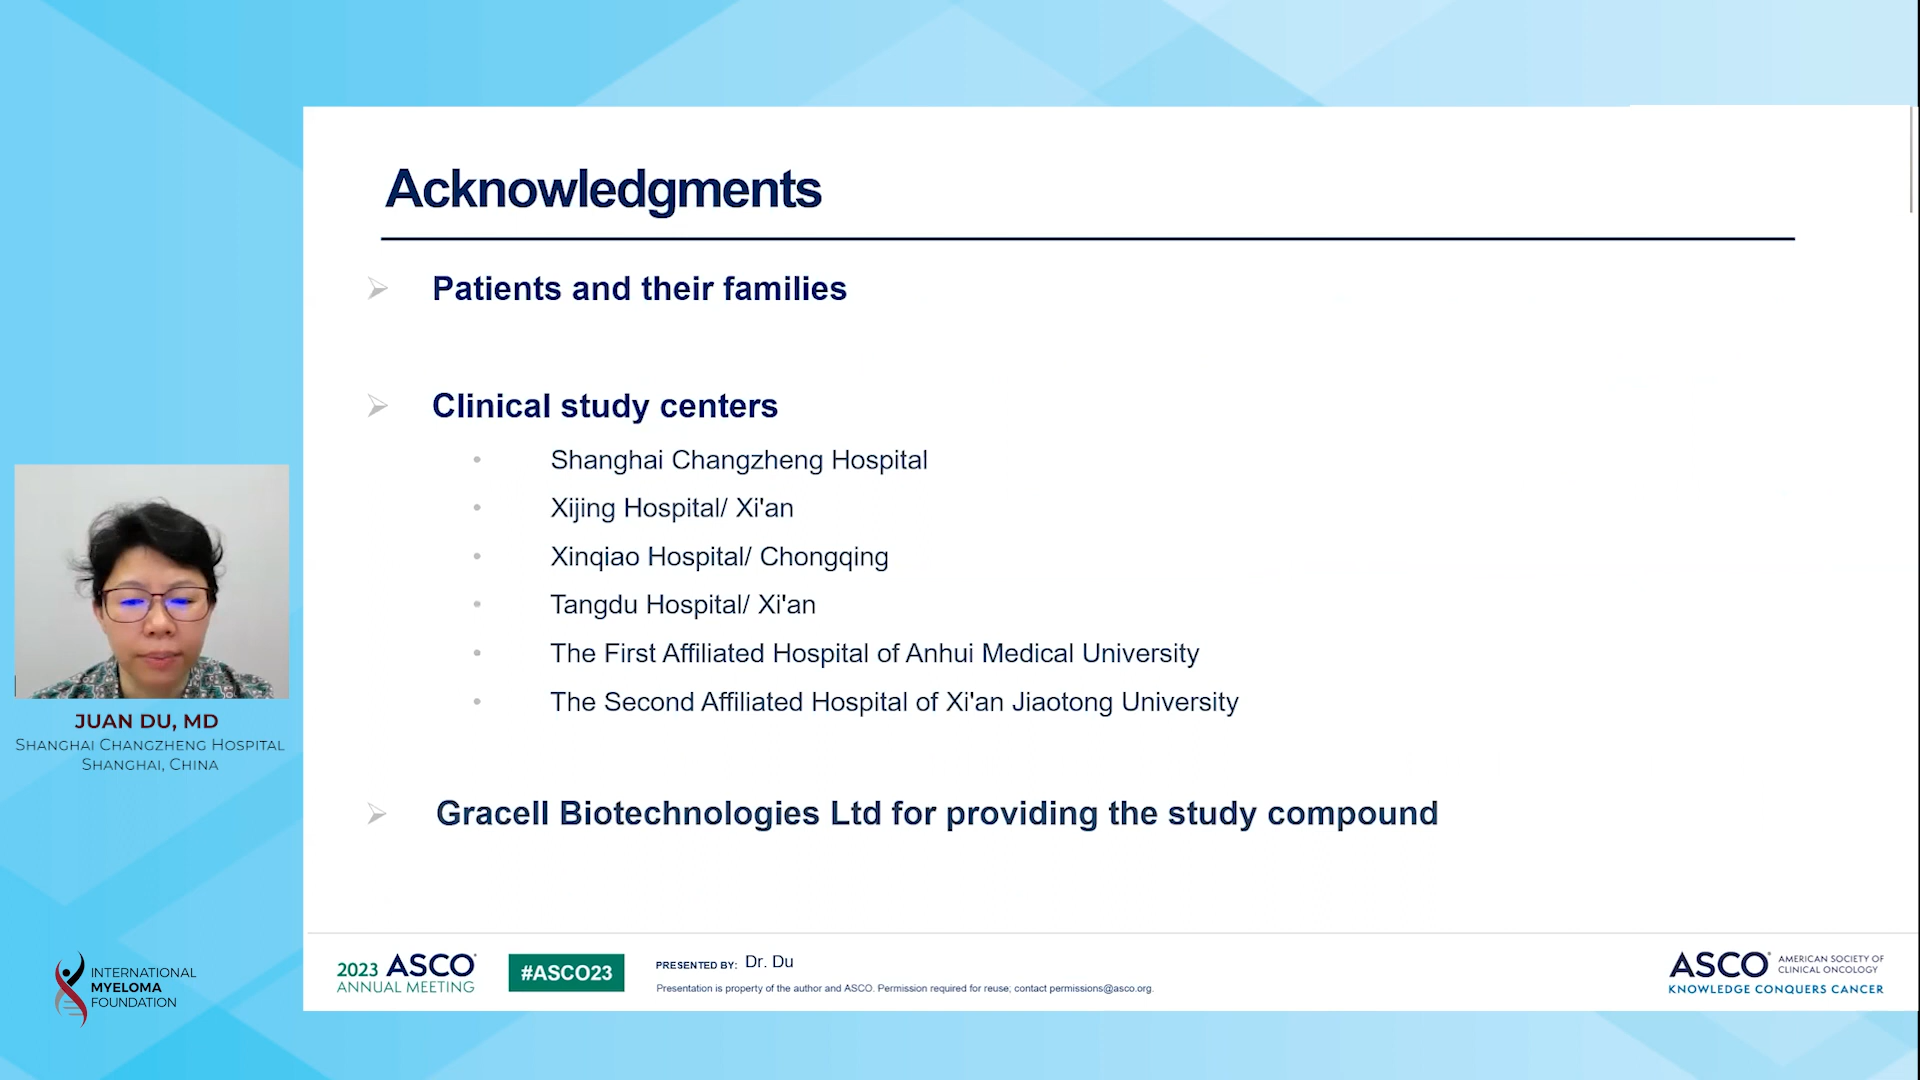 Acknowledgments
Patients and their families
Clinical study centers
Shanghai Changzheng Hospital
Xijing Hospital/ Xi'an
Xinqiao Hospital/ Chongqing
Tangdu Hospital/ Xi'an
The First Affiliated Hospital of Anhui Medical University
The Second Affiliated Hospital of Xi'an Jiaotong University
Gracell Biotechnologies Ltd for providing the study compound
JUAN DU, MD
SHANGHAI CHANGZHENG HOSPITAL
SHANGHAI, CHINA
INTERNATIONAL
MYELOMA
FOUNDATION
2023 ASCO
ANNUAL MEETING
#ASCO23
PRESENTED BY: Dr. Du
Presentation is property of the author and ASCO. Permission required for reuse; contact permissions@asco.org.
ASCO AMERICAN SOCIETY OF
CLINICAL ONCOLOGY
KNOWLEDGE CONQUERS CANCER